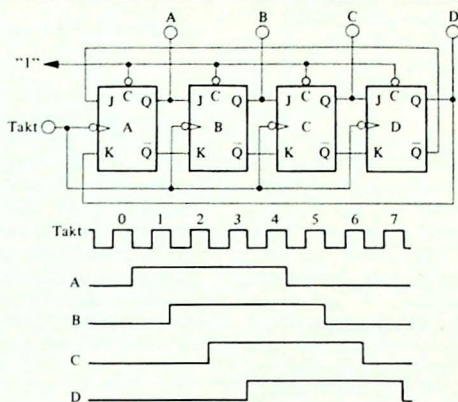 A B C D
"1"
J C Q J C Q J C Q J C Q
Takt A B C D
K Q̄ K Q̄ K Q̄ K Q̄
0 1 2 3 4 5 6 7
Takt
A
B
C
D